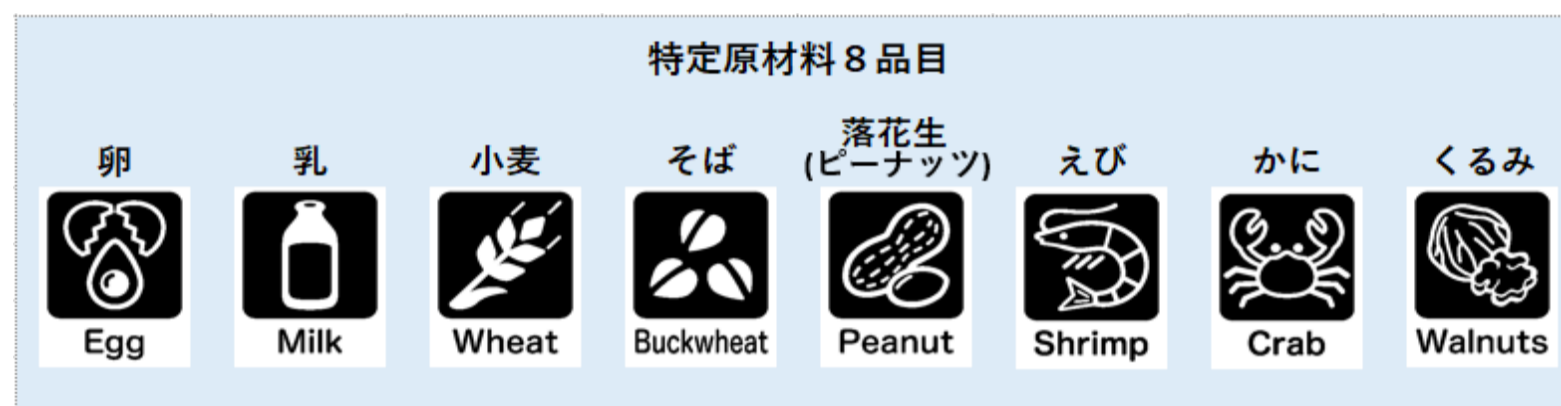 特定原材料８品目
卵 乳 小麦 そば 落花生 えび かに くるみ
(ピーナッツ)
Egg Milk Wheat Buckwheat Peanut Shrimp Crab Walnuts